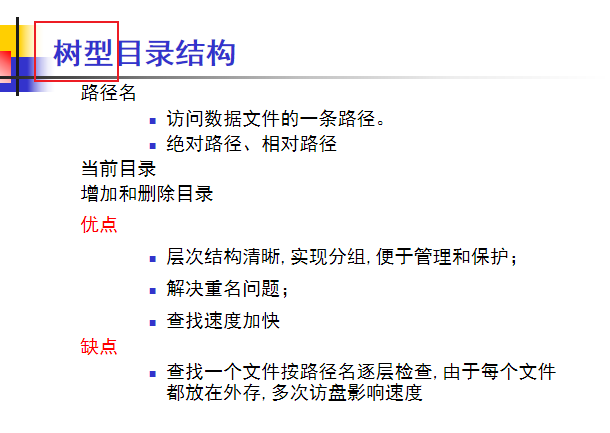 树型目录结构
路径名
访问数据文件的一条路径。
绝对路径、相对路径
当前目录
增加和删除目录
优点
层次结构清晰,实现分组,便于管理和保护；
解决重名问题；
查找速度加快
缺点
查找一个文件按路径名逐层检查,由于每个文件
都放在外存,多次访盘影响速度